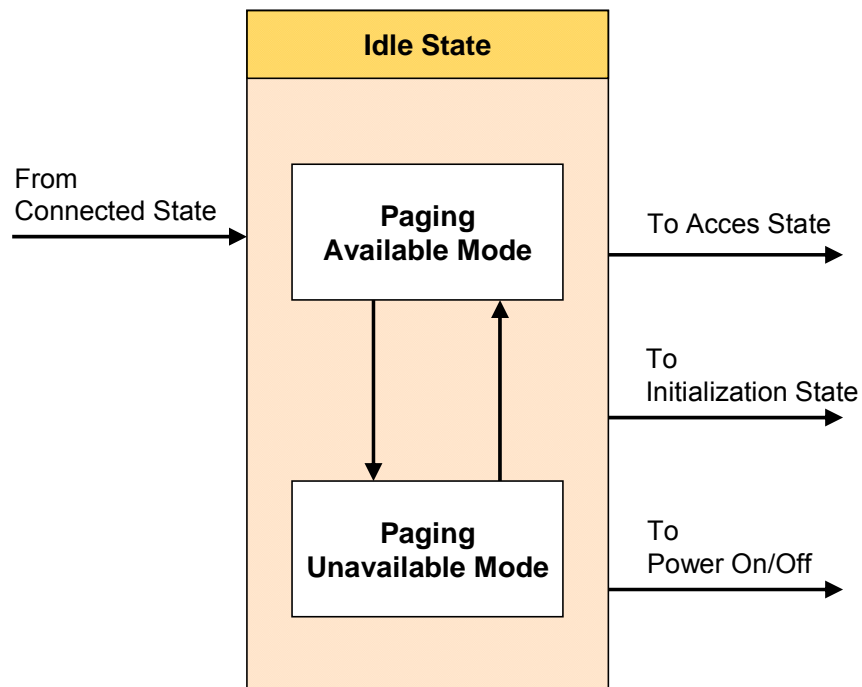 Idle State
From
Connected State
Paging
Available Mode
To Acces State
To
Initialization State
Paging
Unavailable Mode
To
Power On/Off